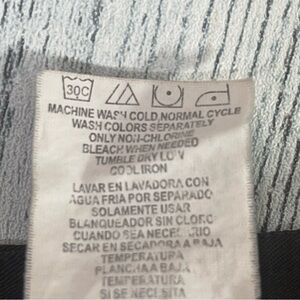 30C
MACHINE WASH COLD, NORMAL CYCLE
WASH COLORS SEPARATELY
ONLY NON-CHLORINE
BLEACH WHEN NEEDED
TUMBLE DRY LOW
COOL IRON
LAVAR EN LAVADORA CON
AGUA FRIA POR SEPARADO
SOLAMENTE USAR
BLANQUEADOR SIN CLORO
CUANDO SEA NECESARIO
SECAR EN SECADORA A BAJA
TEMPERATURA
PLANCHA A BAJA
TEMPERATURA
SI SE NECESITA